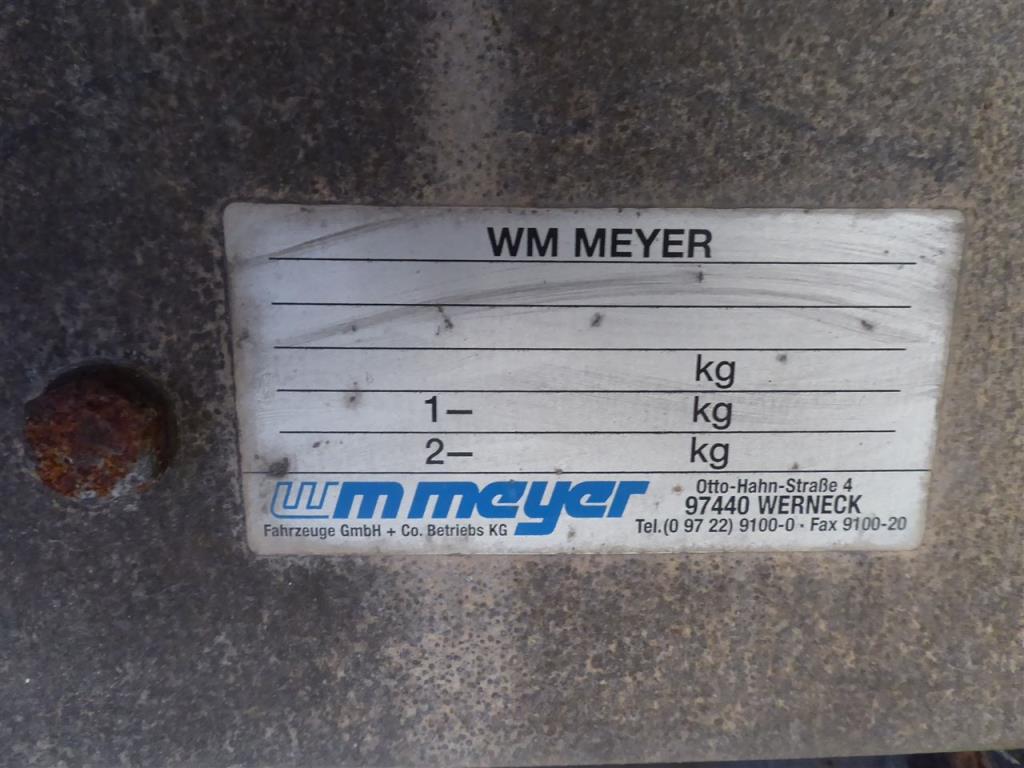 WM MEYER
kg
1– kg
2– kg
wm meyer
Fahrzeuge GmbH + Co. Betriebs KG
Otto-Hahn-Straße 4
97440 WERNECK
Tel.(0 97 22) 9100-0 · Fax 9100-20